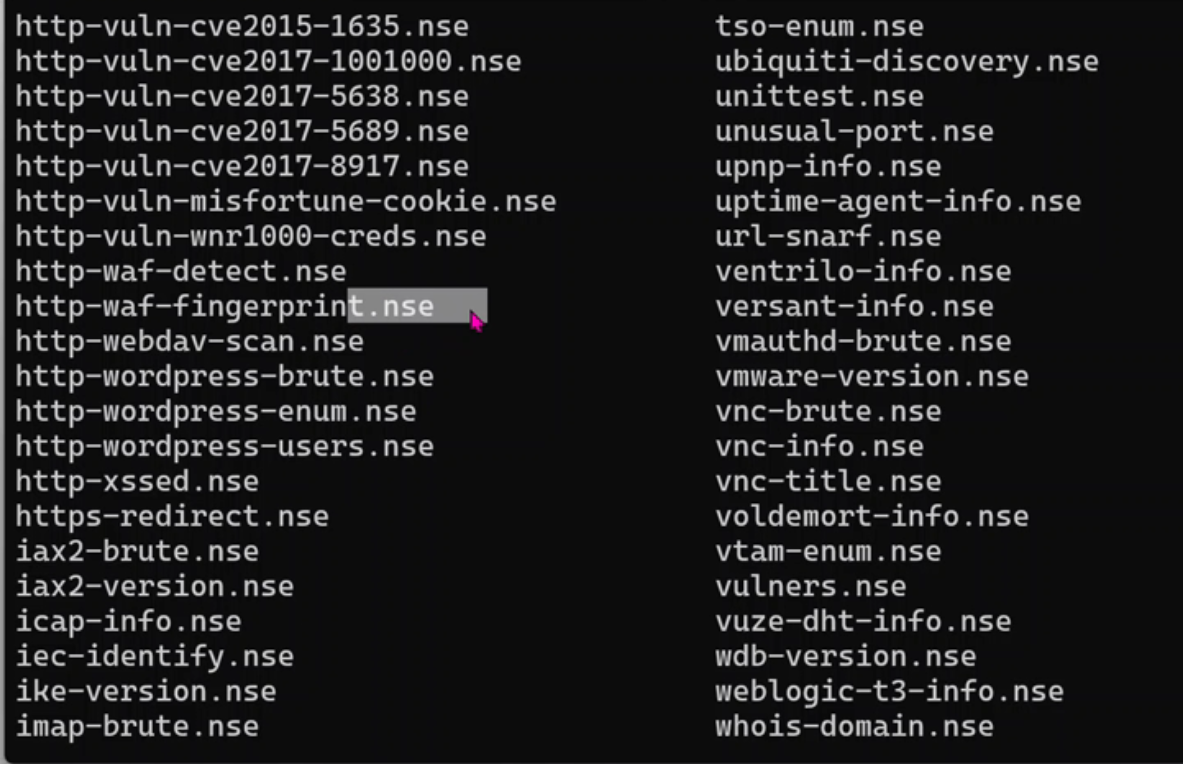 http-vuln-cve2015-1635.nse
http-vuln-cve2017-1001000.nse
http-vuln-cve2017-5638.nse
http-vuln-cve2017-5689.nse
http-vuln-cve2017-8917.nse
http-vuln-misfortune-cookie.nse
http-vuln-wnr1000-creds.nse
http-waf-detect.nse
http-waf-fingerprint.nse
http-webdav-scan.nse
http-wordpress-brute.nse
http-wordpress-enum.nse
http-wordpress-users.nse
http-xssed.nse
https-redirect.nse
iax2-brute.nse
iax2-version.nse
icap-info.nse
iec-identify.nse
ike-version.nse
imap-brute.nse
tso-enum.nse
ubiquiti-discovery.nse
unittest.nse
unusual-port.nse
upnp-info.nse
uptime-agent-info.nse
url-snarf.nse
ventrilo-info.nse
versant-info.nse
vmauthd-brute.nse
vmware-version.nse
vnc-brute.nse
vnc-info.nse
vnc-title.nse
voldemort-info.nse
vtam-enum.nse
vulners.nse
vuze-dht-info.nse
wdb-version.nse
weblogic-t3-info.nse
whois-domain.nse